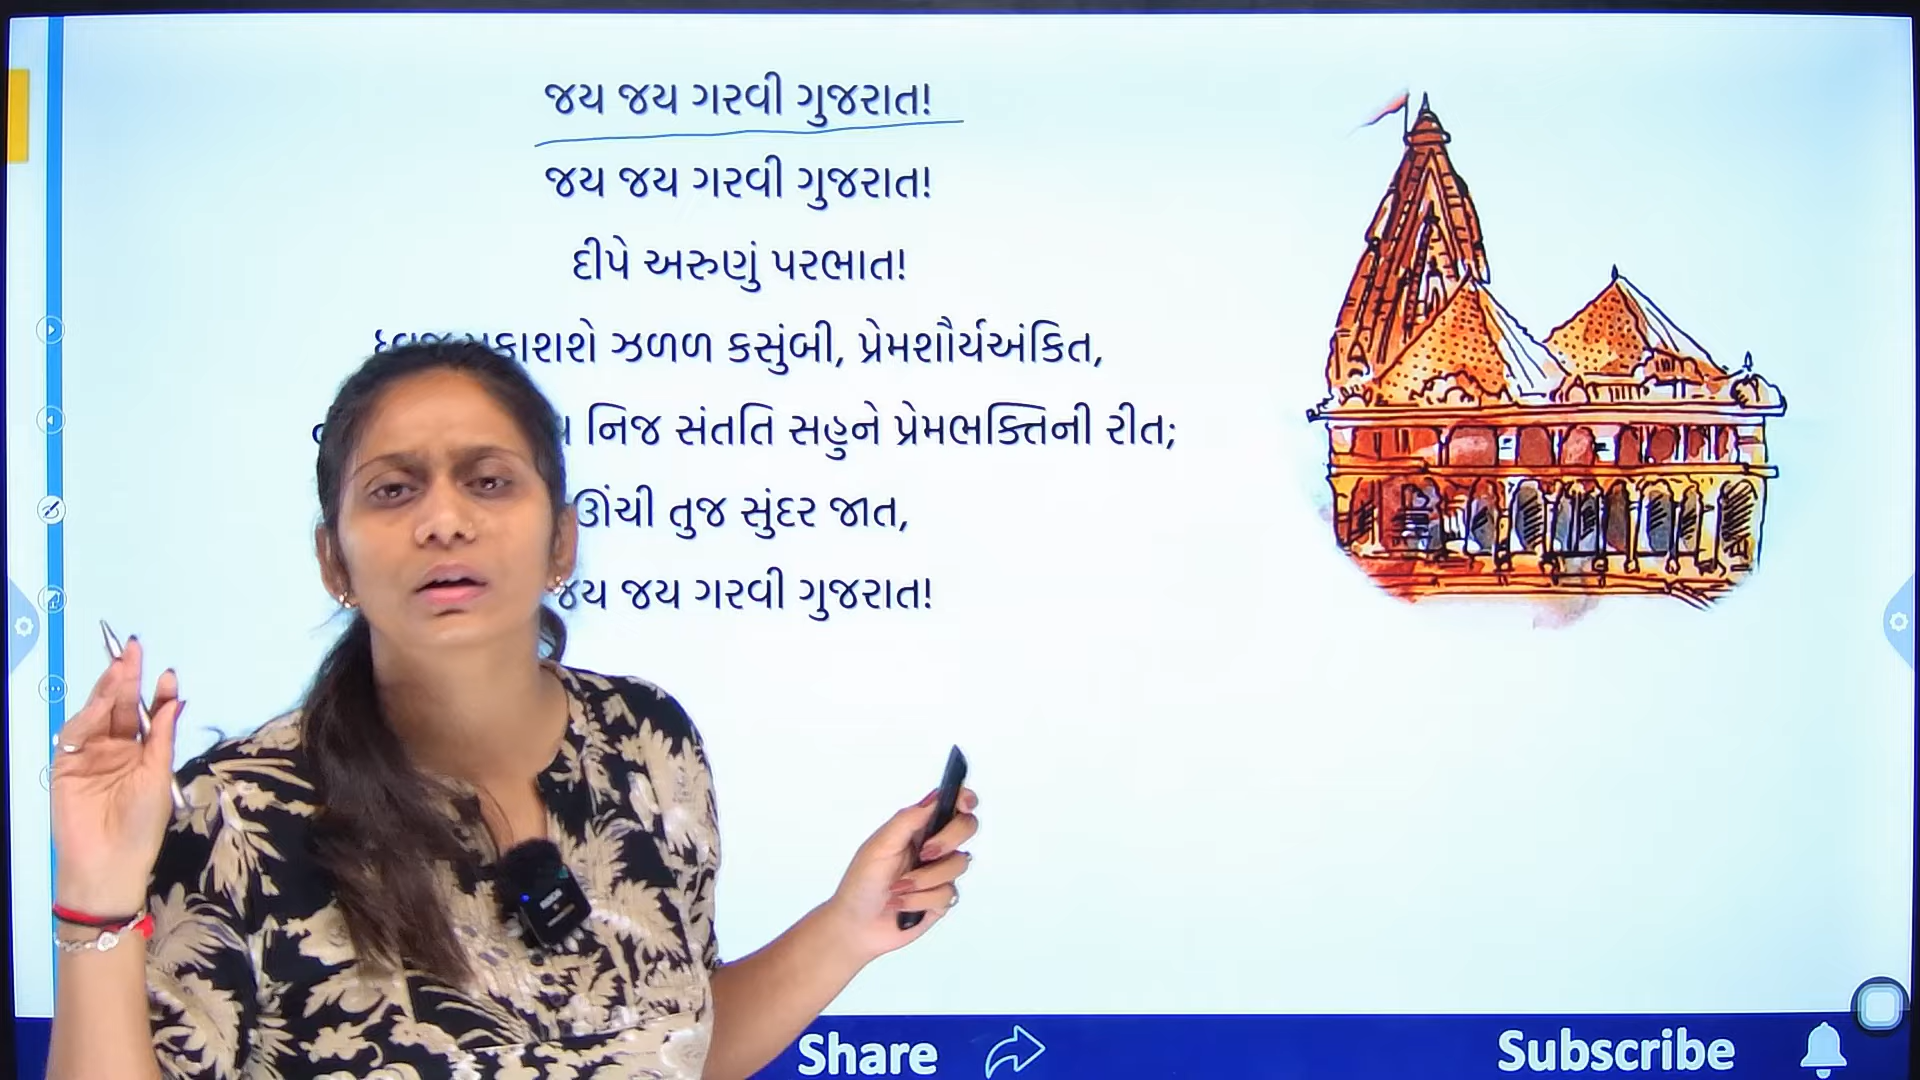 જય જય ગરવી ગુજરાત!
જય જય ગરવી ગુજરાત!
દીપે અરુણું પરભાત!
ઝળળ કસુંબી, પ્રેમશૌર્યઅંકિત,
નિજ સંતતિ સહુને પ્રેમભક્તિની રીત;
ઊંચી તુજ સુંદર જાત,
જય જય ગરવી ગુજરાત!
Share
Subscribe